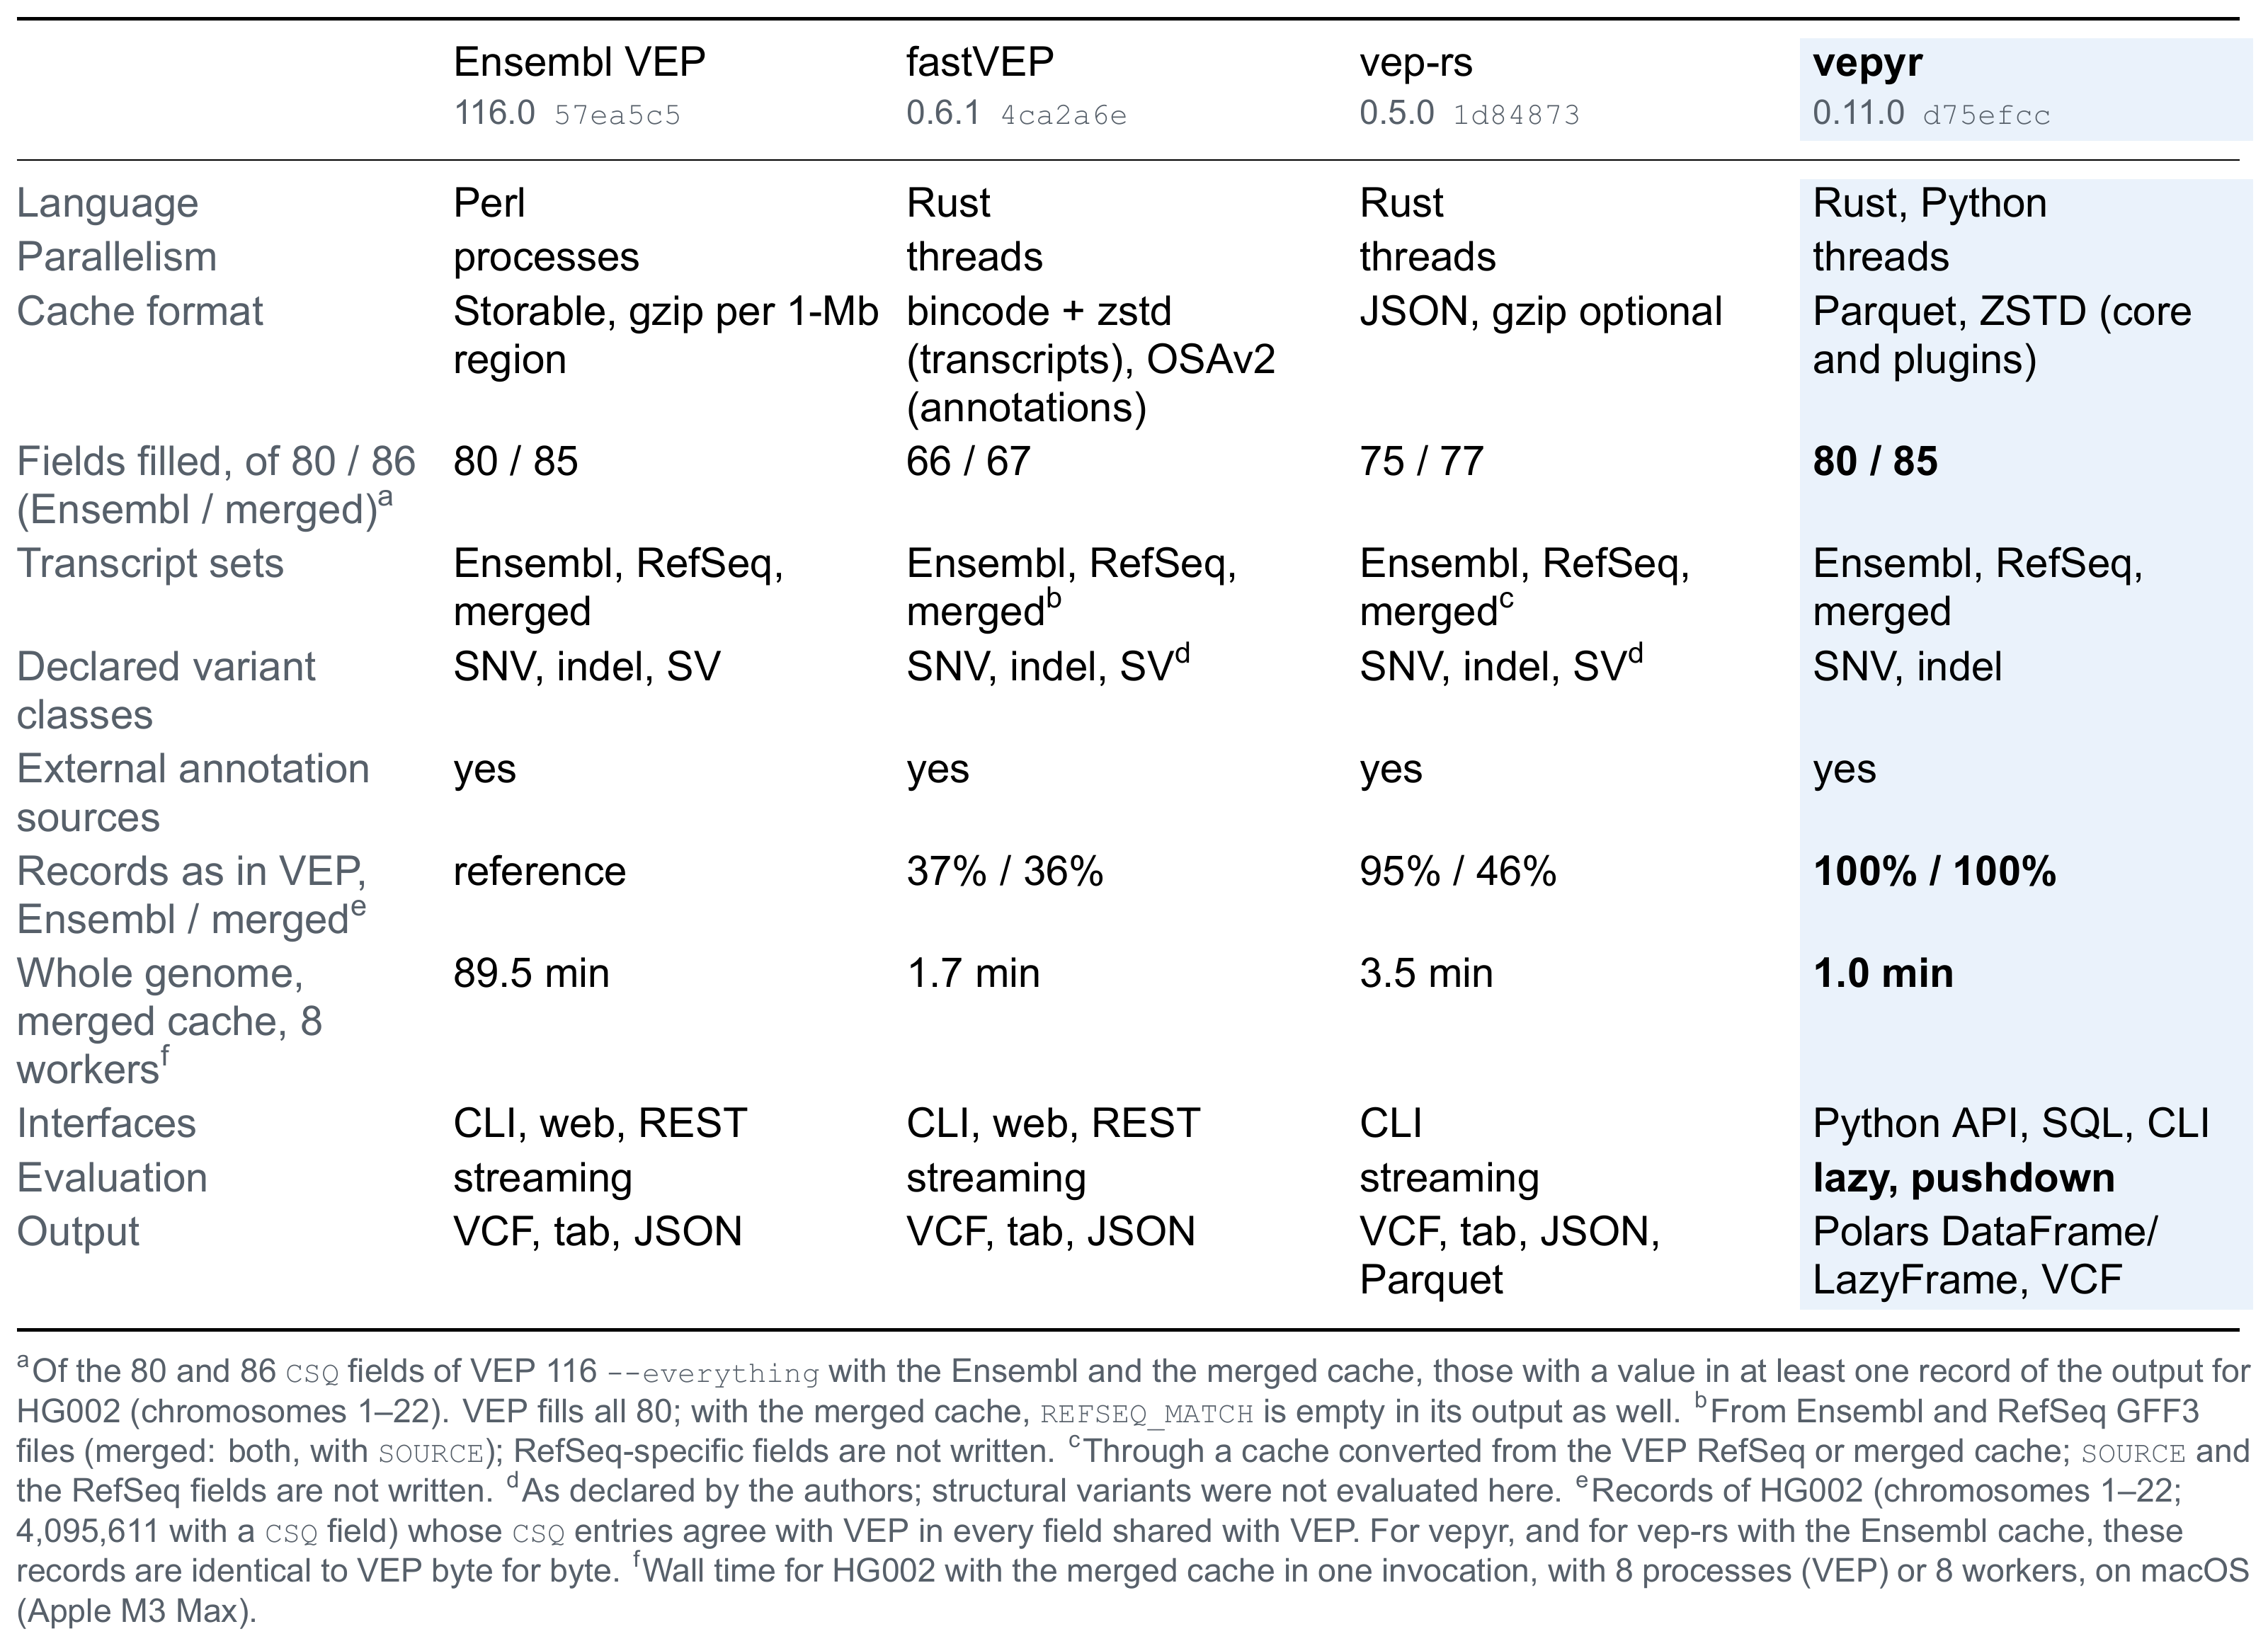 Ensembl VEP fastVEP vep-rs vepyr
116.0 57ea5c5 0.6.1 4ca2a6e 0.5.0 1d84873 0.11.0 d75efcc
Language Perl Rust Rust Rust, Python
Parallelism processes threads threads threads
Cache format Storable, gzip per 1-Mb bincode + zstd JSON, gzip optional Parquet, ZSTD (core
region (transcripts), OSAv2 and plugins)
(annotations)
Fields filled, of 80 / 86 80 / 85 66 / 67 75 / 77 80 / 85
(Ensembl / merged)a
Transcript sets Ensembl, RefSeq, Ensembl, RefSeq, Ensembl, RefSeq, Ensembl, RefSeq,
merged mergedb mergedc merged
Declared variant SNV, indel, SV SNV, indel, SVd SNV, indel, SVd SNV, indel
classes
External annotation yes yes yes yes
sources
Records as in VEP, reference 37% / 36% 95% / 46% 100% / 100%
Ensembl / mergede
Whole genome, 89.5 min 1.7 min 3.5 min 1.0 min
merged cache, 8
workersf
Interfaces CLI, web, REST CLI, web, REST CLI Python API, SQL, CLI
Evaluation streaming streaming streaming lazy, pushdown
Output VCF, tab, JSON VCF, tab, JSON VCF, tab, JSON, Polars DataFrame/
Parquet LazyFrame, VCF
aOf the 80 and 86 CSQ fields of VEP 116 --everything with the Ensembl and the merged cache, those with a value in at least one record of the output for
HG002 (chromosomes 1–22). VEP fills all 80; with the merged cache, REFSEQ_MATCH is empty in its output as well. bFrom Ensembl and RefSeq GFF3
files (merged: both, with SOURCE); RefSeq-specific fields are not written. cThrough a cache converted from the VEP RefSeq or merged cache; SOURCE and
the RefSeq fields are not written. dAs declared by the authors; structural variants were not evaluated here. eRecords of HG002 (chromosomes 1–22;
4,095,611 with a CSQ field) whose CSQ entries agree with VEP in every field shared with VEP. For vepyr, and for vep-rs with the Ensembl cache, these
records are identical to VEP byte for byte. fWall time for HG002 with the merged cache in one invocation, with 8 processes (VEP) or 8 workers, on macOS
(Apple M3 Max).